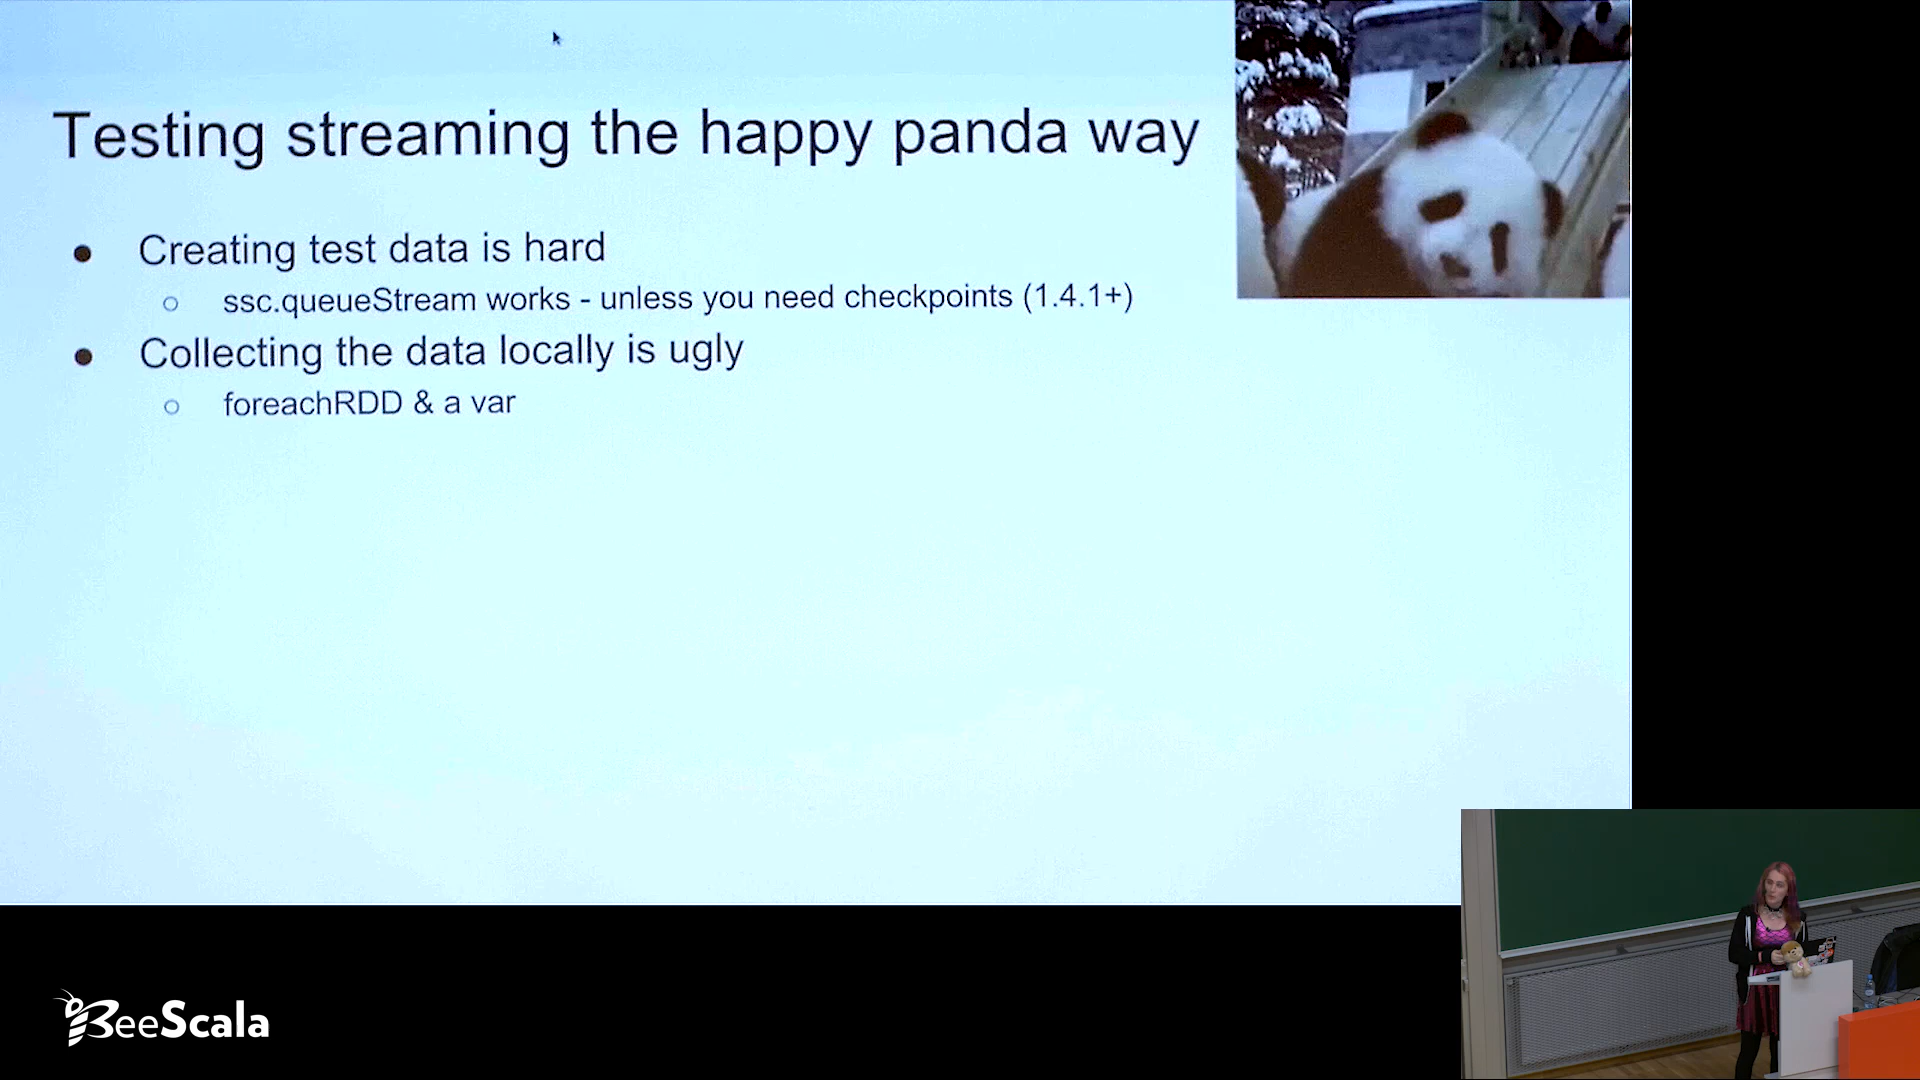 Testing streaming the happy panda way
● Creating test data is hard
○ ssc.queueStream works - unless you need checkpoints (1.4.1+)
● Collecting the data locally is ugly
○ foreachRDD & a var
BeeScala